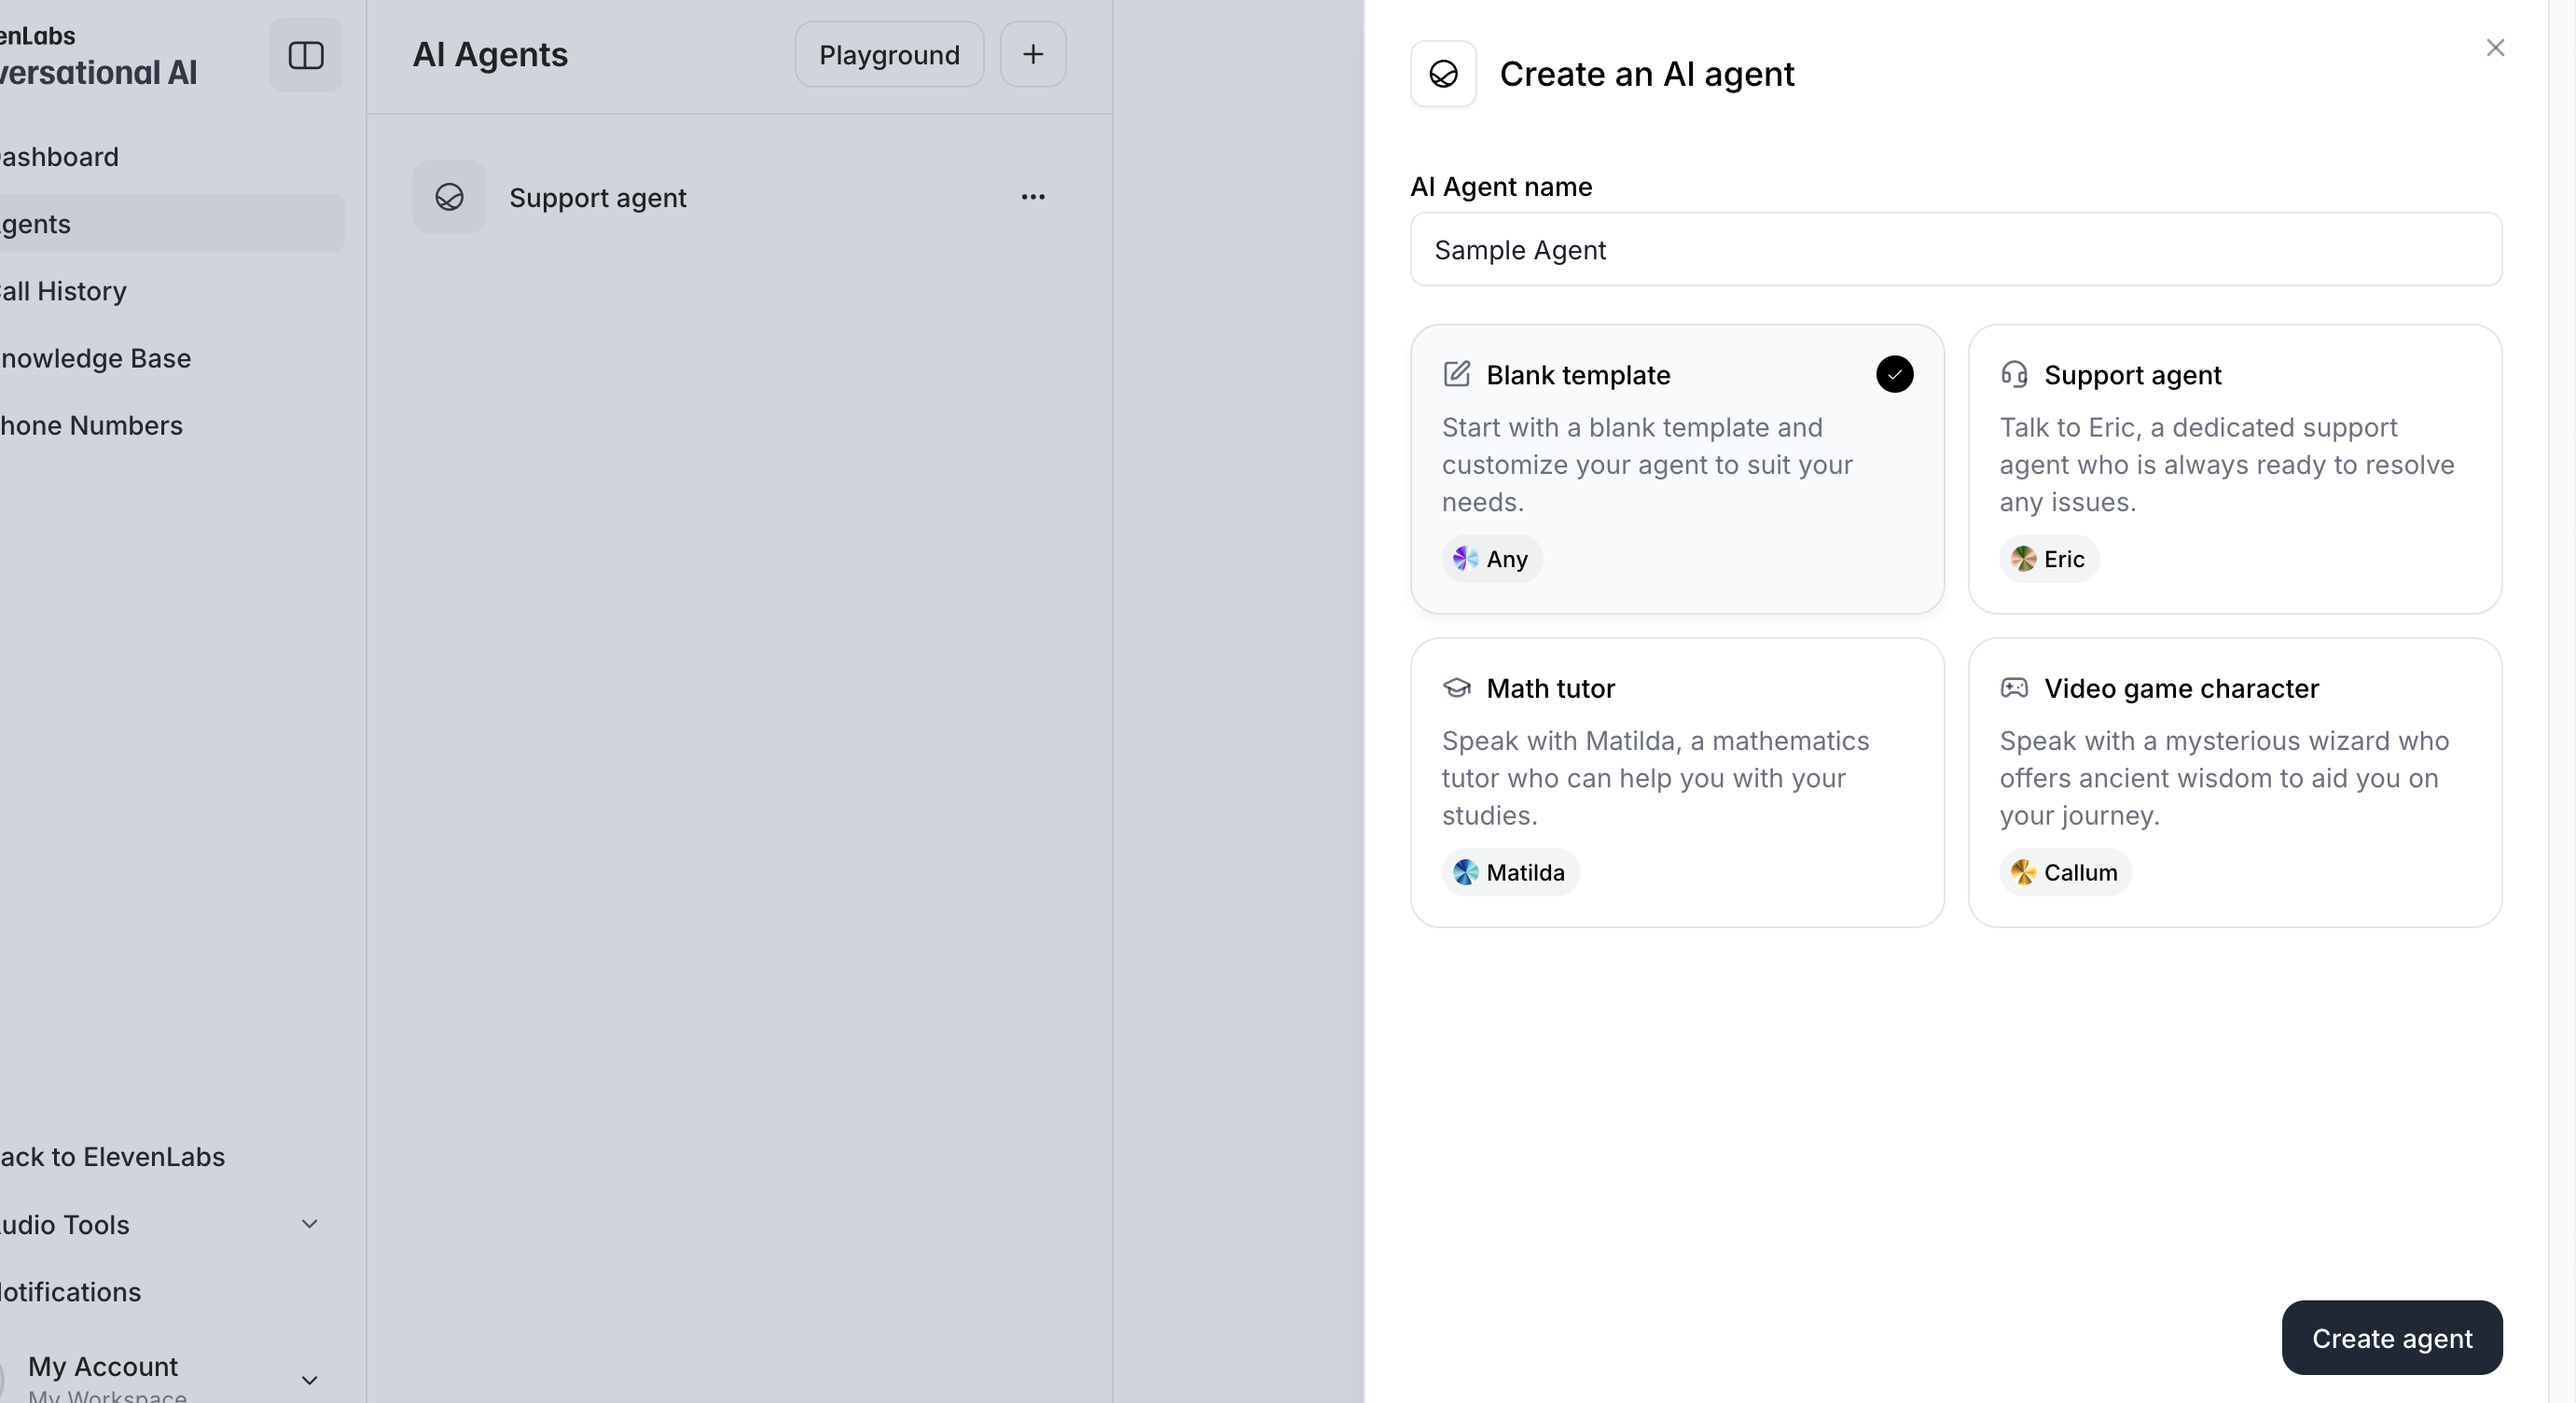 enLabs
versational AI
ashboard
gents
all History
nowledge Base
hone Numbers
ack to ElevenLabs
udio Tools
otifications
My Account
My Workspace
AI Agents
Playground
Support agent
Create an AI agent
AI Agent name
Sample Agent
Blank template
Start with a blank template and
customize your agent to suit your
needs.
Any
Support agent
Talk to Eric, a dedicated support
agent who is always ready to resolve
any issues.
Eric
Math tutor
Speak with Matilda, a mathematics
tutor who can help you with your
studies.
Matilda
Video game character
Speak with a mysterious wizard who
offers ancient wisdom to aid you on
your journey.
Callum
Create agent